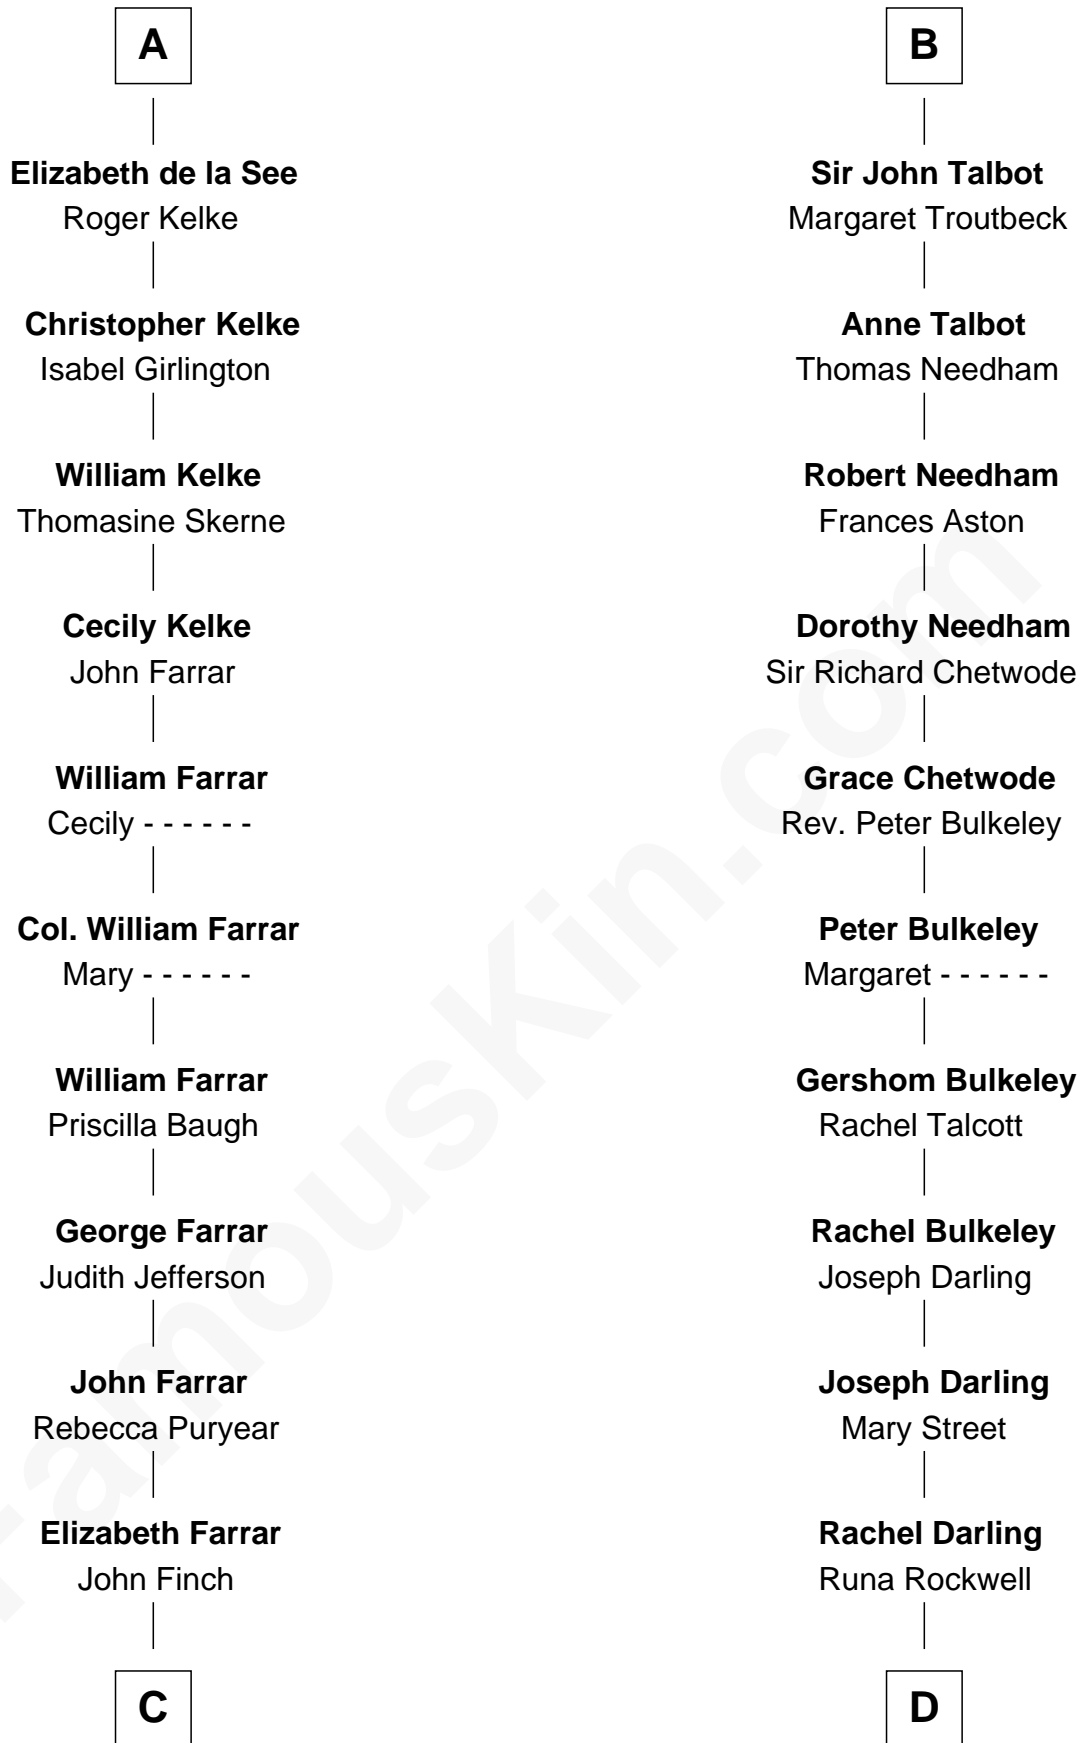 A
Elizabeth de la See
Roger Kelke
Christopher Kelke
Isabel Girlington
William Kelke
Thomasine Skerne
Cecily Kelke
John Farrar
William Farrar
Cecily - - - - - -
Col. William Farrar
Mary - - - - - -
William Farrar
Priscilla Baugh
George Farrar
Judith Jefferson
John Farrar
Rebecca Puryear
Elizabeth Farrar
John Finch
C
B
Sir John Talbot
Margaret Troutbeck
Anne Talbot
Thomas Needham
Robert Needham
Frances Aston
Dorothy Needham
Sir Richard Chetwode
Grace Chetwode
Rev. Peter Bulkeley
Peter Bulkeley
Margaret - - - - - -
Gershom Bulkeley
Rachel Talcott
Rachel Bulkeley
Joseph Darling
Joseph Darling
Mary Street
Rachel Darling
Runa Rockwell
D
FamousKin.com